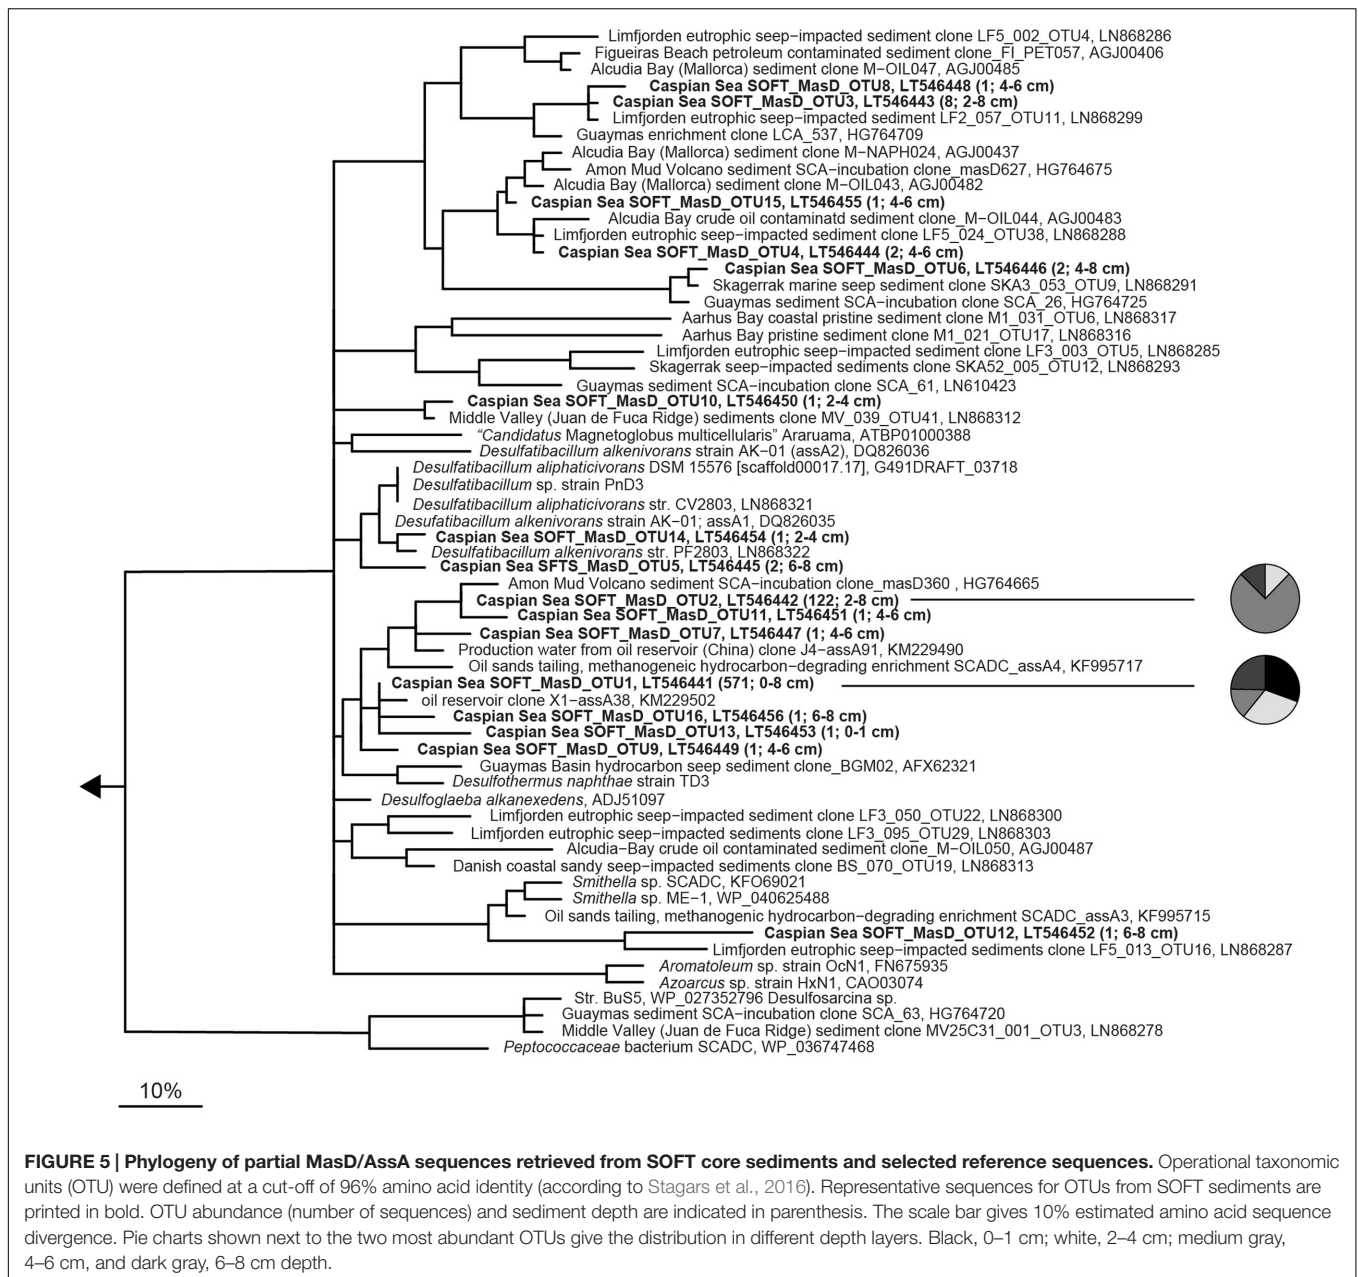 Limfjorden eutrophic seep-impacted sediment clone LF5_002_OTU4, LN868286
Figueiras Beach petroleum contaminated sediment clone_FI_PET057, AGJ00406
Alcudia Bay (Mallorca) sediment clone M−OIL047, AGJ00485
Caspian Sea SOFT_MasD_OTU8, LT546448 (1; 4-6 cm)
Caspian Sea SOFT_MasD_OTU3, LT546443 (8; 2-8 cm)
Limfjorden eutrophic seep-impacted sediment LF2_057_OTU11, LN868299
Guaymas enrichment clone LCA_537, HG764709
Alcudia Bay (Mallorca) sediment clone M−NAPH024, AGJ00437
Amon Mud Volcano sediment SCA−incubation clone_masD627, HG764675
Alcudia Bay (Mallorca) sediment clone M−OIL043, AGJ00482
Caspian Sea SOFT_MasD_OTU15, LT546455 (1; 4-6 cm)
Alcudia Bay crude oil contaminatd sediment clone_M−OIL044, AGJ00483
Limfjorden eutrophic seep-impacted sediment clone LF5_024_OTU38, LN868288
Caspian Sea SOFT_MasD_OTU4, LT546444 (2; 4-6 cm)
Caspian Sea SOFT_MasD_OTU6, LT546446 (2; 4-8 cm)
Skagerrak marine seep sediment clone SKA3_053_OTU9, LN868291
Guaymas sediment SCA−incubation clone SCA_26, HG764725
Aarhus Bay coastal pristine sediment clone M1_031_OTU6, LN868317
Aarhus Bay pristine sediment clone M1_021_OTU17, LN868316
Limfjorden eutrophic seep−impacted sediment clone LF3_003_OTU5, LN868285
Skagerrak seep−impacted sediments clone SKA52_005_OTU12, LN868293
Guaymas sediment SCA−incubation clone SCA_61, LN610423
Caspian Sea SOFT_MasD_OTU10, LT546450 (1; 2-4 cm)
Middle Valley (Juan de Fuca Ridge) sediments clone MV_039_OTU41, LN868312
“Candidatus Magnetoglobus multicellularis” Araruama, ATBP01000388
Desulfatibacillum alkenivorans strain AK−01 (assA2), DQ826036
Desulfatibacillum aliphaticivorans DSM 15576 [scaffold00017.17], G491DRAFT_03718
Desulfatibacillum sp. strain PnD3
Desulfatibacillum aliphaticivorans str. CV2803, LN868321
Desufatibacillum alkenivorans strain AK−01; assA1, DQ826035
Caspian Sea SOFT_MasD_OTU14, LT546454 (1; 2-4 cm)
Desulfatibacillum alkenivorans str. PF2803, LN868322
Caspian Sea SFTS_MasD_OTU5, LT546445 (2; 6-8 cm)
Amon Mud Volcano sediment SCA−incubation clone_masD360 , HG764665
Caspian Sea SOFT_MasD_OTU2, LT546442 (122; 2-8 cm)
Caspian Sea SOFT_MasD_OTU11, LT546451 (1; 4-6 cm)
Caspian Sea SOFT_MasD_OTU7, LT546447 (1; 4-6 cm)
Production water from oil reservoir (China) clone J4−assA91, KM229490
Oil sands tailing, methanogeneic hydrocarbon−degrading enrichment SCADC_assA4, KF995717
Caspian Sea SOFT_MasD_OTU1, LT546441 (571; 0-8 cm)
oil reservoir clone X1−assA38, KM229502
Caspian Sea SOFT_MasD_OTU16, LT546456 (1; 6-8 cm)
Caspian Sea SOFT_MasD_OTU13, LT546453 (1; 0-1 cm)
Caspian Sea SOFT_MasD_OTU9, LT546449 (1; 4-6 cm)
Guaymas Basin hydrocarbon seep sediment clone_BGM02, AFX62321
Desulfothermus naphthae strain TD3
Desulfoglaeba alkanexedens, ADJ51097
Limfjorden eutrophic seep−impacted sediment clone LF3_050_OTU22, LN868300
Limfjorden eutrophic seep−impacted sediments clone LF3_095_OTU29, LN868303
Alcudia−Bay crude oil contaminated sediment clone_M−OIL050, AGJ00487
Danish coastal sandy seep−impacted sediments clone BS_070_OTU19, LN868313
Smithella sp. SCADC, KFO69021
Smithella sp. ME−1, WP_040625488
Oil sands tailing, methanogenic hydrocarbon−degrading enrichment SCADC_assA3, KF995715
Caspian Sea SOFT_MasD_OTU12, LT546452 (1; 6-8 cm)
Limfjorden eutrophic seep−impacted sediments clone LF5_013_OTU16, LN868287
Aromatoleum sp. strain OcN1, FN675935
Azoarcus sp. strain HxN1, CAO03074
Str. BuS5, WP_027352796 Desulfosarcina sp.
Guaymas sediment SCA−incubation clone SCA_63, HG764720
Middle Valley (Juan de Fuca Ridge) sediment clone MV25C31_001_OTU3, LN868278
Peptococcaceae bacterium SCADC, WP_036747468
10%
FIGURE 5 | Phylogeny of partial MasD/AssA sequences retrieved from SOFT core sediments and selected reference sequences. Operational taxonomic
units (OTU) were defined at a cut-off of 96% amino acid identity (according to Stagars et al., 2016). Representative sequences for OTUs from SOFT sediments are
printed in bold. OTU abundance (number of sequences) and sediment depth are indicated in parenthesis. The scale bar gives 10% estimated amino acid sequence
divergence. Pie charts shown next to the two most abundant OTUs give the distribution in different depth layers. Black, 0–1 cm; white, 2–4 cm; medium gray,
4–6 cm, and dark gray, 6–8 cm depth.